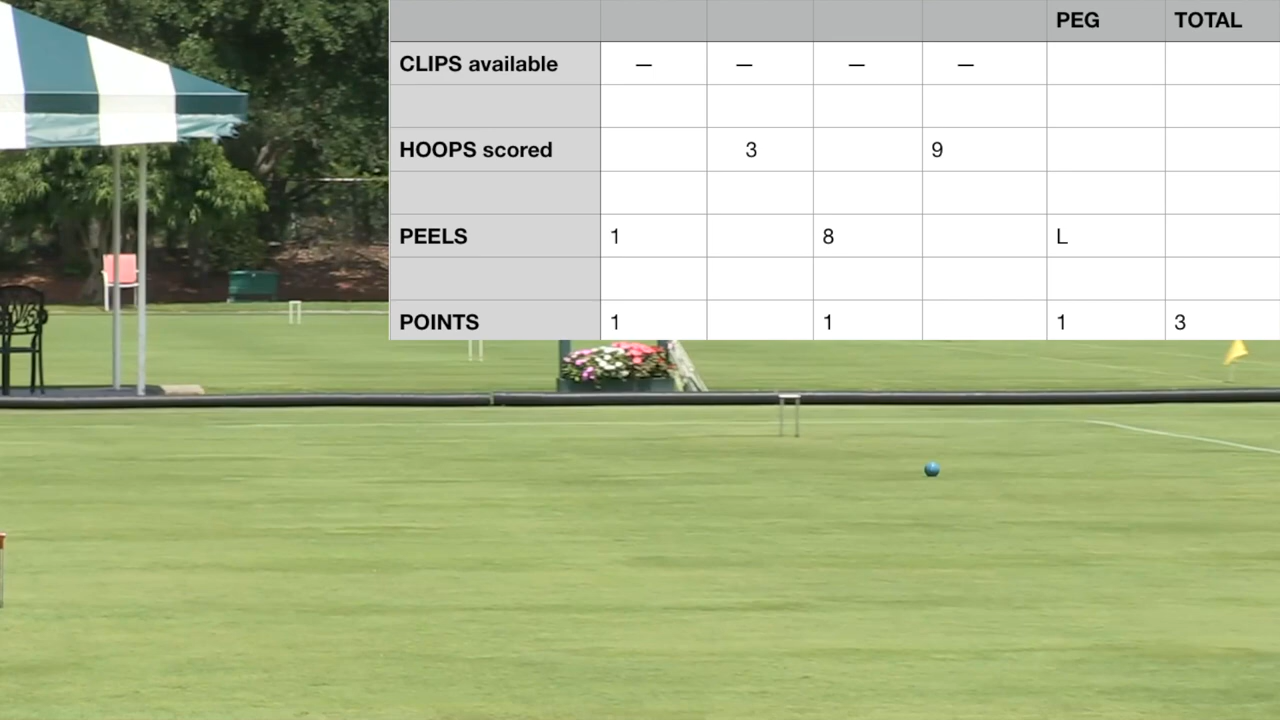 PEG TOTAL
CLIPS available — — — —
HOOPS scored 3 9
PEELS 1 8 L
POINTS 1 1 1 3